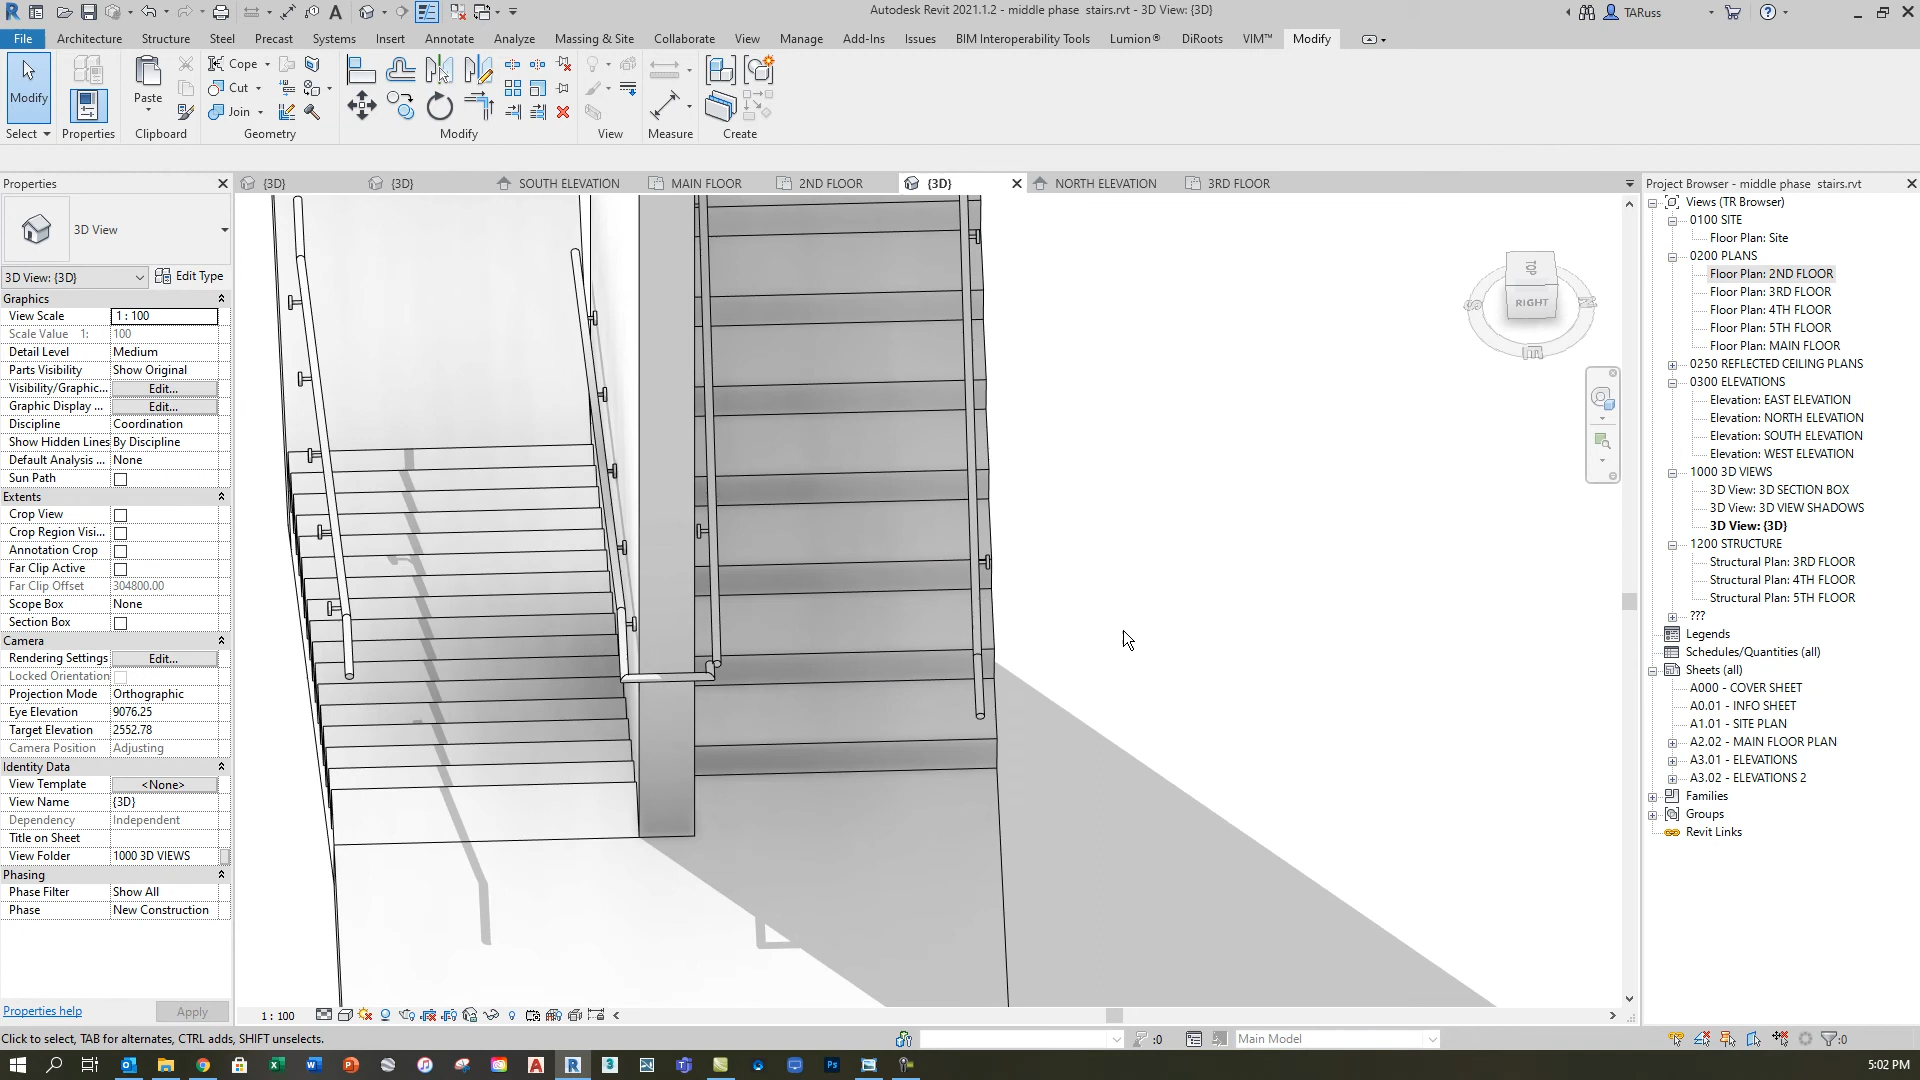 Autodesk Revit 2021.1.2 - middle phase  stairs.rvt - 3D View: {3D}
TARuss
File Architecture Structure Steel Precast Systems Insert Annotate Analyze Massing & Site Collaborate View Manage Add-Ins Issues BIM Interoperability Tools Lumion® DiRoots VIM™ Modify
Modify
Paste
Cope
Cut
Join
Select Properties Clipboard Geometry Modify View Measure Create
Properties
{3D} {3D} SOUTH ELEVATION MAIN FLOOR 2ND FLOOR {3D} NORTH ELEVATION 3RD FLOOR
Project Browser - middle phase  stairs.rvt
3D View
3D View: {3D} Edit Type
Graphics
View Scale 1 : 100
Scale Value 1: 100
Detail Level Medium
Parts Visibility Show Original
Visibility/Graphic... Edit...
Graphic Display ... Edit...
Discipline Coordination
Show Hidden Lines By Discipline
Default Analysis ... None
Sun Path
Extents
Crop View
Crop Region Visi...
Annotation Crop
Far Clip Active
Far Clip Offset 304800.00
Scope Box None
Section Box
Camera
Rendering Settings Edit...
Locked Orientation
Projection Mode Orthographic
Eye Elevation 9076.25
Target Elevation 2552.78
Camera Position Adjusting
Identity Data
View Template <None>
View Name {3D}
Dependency Independent
Title on Sheet
View Folder 1000 3D VIEWS
Phasing
Phase Filter Show All
Phase New Construction
Properties help Apply
TOP
RIGHT
S
N
E
Views (TR Browser)
0100 SITE
Floor Plan: Site
0200 PLANS
Floor Plan: 2ND FLOOR
Floor Plan: 3RD FLOOR
Floor Plan: 4TH FLOOR
Floor Plan: 5TH FLOOR
Floor Plan: MAIN FLOOR
0250 REFLECTED CEILING PLANS
0300 ELEVATIONS
Elevation: EAST ELEVATION
Elevation: NORTH ELEVATION
Elevation: SOUTH ELEVATION
Elevation: WEST ELEVATION
1000 3D VIEWS
3D View: 3D SECTION BOX
3D View: 3D VIEW SHADOWS
3D View: {3D}
1200 STRUCTURE
Structural Plan: 3RD FLOOR
Structural Plan: 4TH FLOOR
Structural Plan: 5TH FLOOR
???
Legends
Schedules/Quantities (all)
Sheets (all)
A000 - COVER SHEET
A0.01 - INFO SHEET
A1.01 - SITE PLAN
A2.02 - MAIN FLOOR PLAN
A3.01 - ELEVATIONS
A3.02 - ELEVATIONS 2
Families
Groups
Revit Links
1 : 100
Click to select, TAB for alternates, CTRL adds, SHIFT unselects.
:0
Main Model
:0
5:02 PM